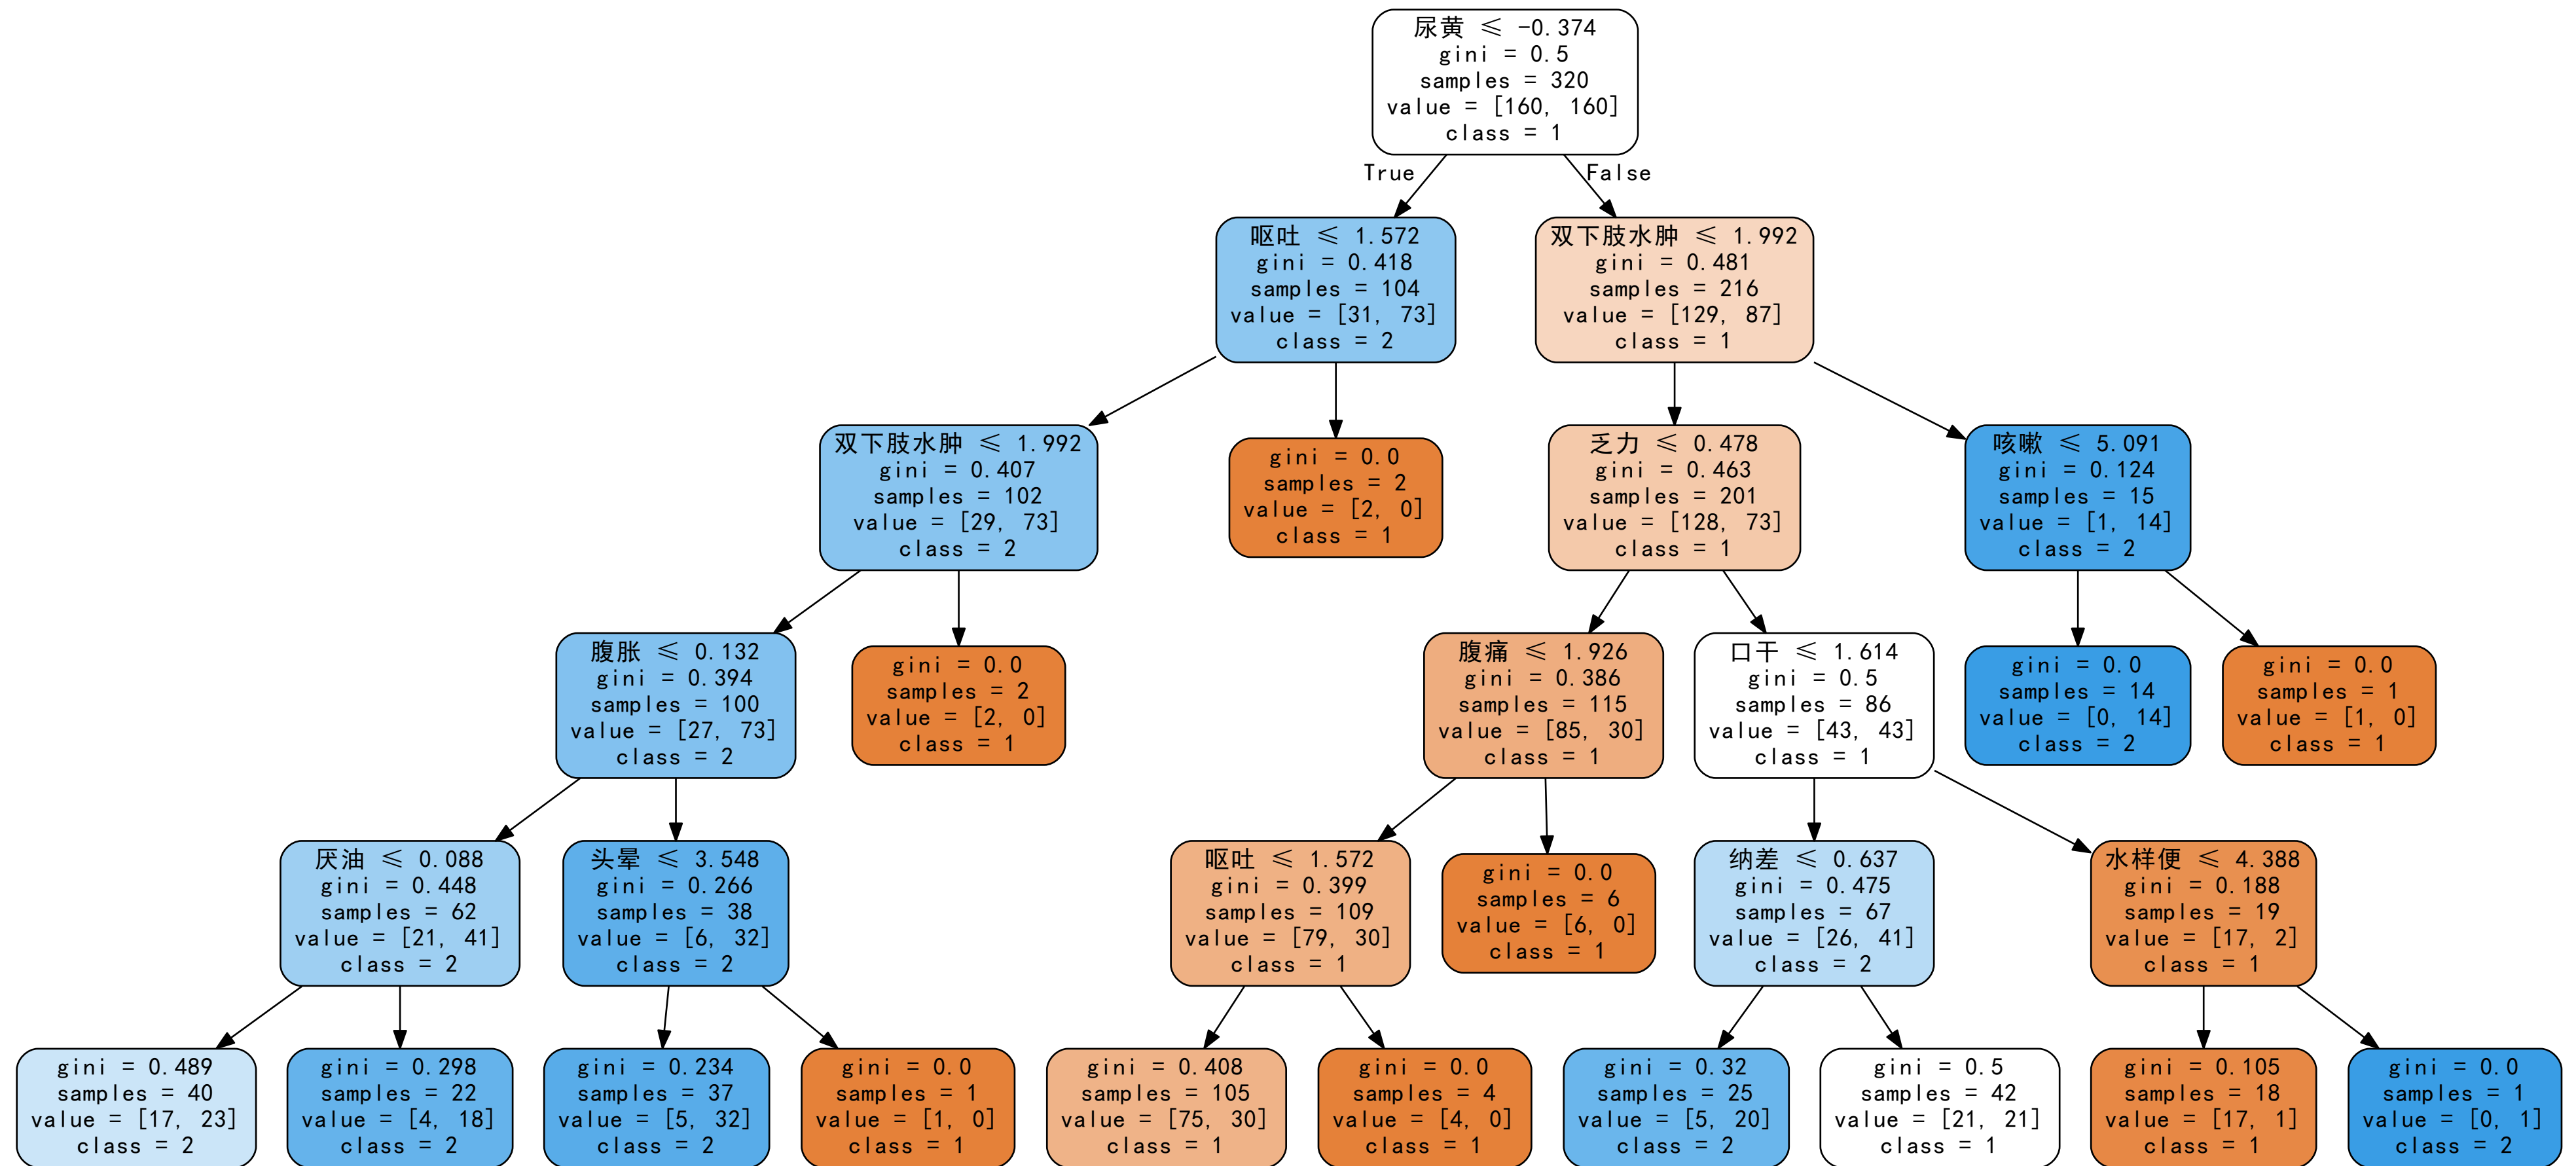 尿黄 ≤ -0.374
gini = 0.5
samples = 320
value = [160, 160]
class = 1
True
False
呕吐 ≤ 1.572
gini = 0.418
samples = 104
value = [31, 73]
class = 2
双下肢水肿 ≤ 1.992
gini = 0.481
samples = 216
value = [129, 87]
class = 1
双下肢水肿 ≤ 1.992
gini = 0.407
samples = 102
value = [29, 73]
class = 2
gini = 0.0
samples = 2
value = [2, 0]
class = 1
乏力 ≤ 0.478
gini = 0.463
samples = 201
value = [128, 73]
class = 1
咳嗽 ≤ 5.091
gini = 0.124
samples = 15
value = [1, 14]
class = 2
腹胀 ≤ 0.132
gini = 0.394
samples = 100
value = [27, 73]
class = 2
gini = 0.0
samples = 2
value = [2, 0]
class = 1
腹痛 ≤ 1.926
gini = 0.386
samples = 115
value = [85, 30]
class = 1
口干 ≤ 1.614
gini = 0.5
samples = 86
value = [43, 43]
class = 1
gini = 0.0
samples = 14
value = [0, 14]
class = 2
gini = 0.0
samples = 1
value = [1, 0]
class = 1
厌油 ≤ 0.088
gini = 0.448
samples = 62
value = [21, 41]
class = 2
头晕 ≤ 3.548
gini = 0.266
samples = 38
value = [6, 32]
class = 2
呕吐 ≤ 1.572
gini = 0.399
samples = 109
value = [79, 30]
class = 1
gini = 0.0
samples = 6
value = [6, 0]
class = 1
纳差 ≤ 0.637
gini = 0.475
samples = 67
value = [26, 41]
class = 2
水样便 ≤ 4.388
gini = 0.188
samples = 19
value = [17, 2]
class = 1
gini = 0.489
samples = 40
value = [17, 23]
class = 2
gini = 0.298
samples = 22
value = [4, 18]
class = 2
gini = 0.234
samples = 37
value = [5, 32]
class = 2
gini = 0.0
samples = 1
value = [1, 0]
class = 1
gini = 0.408
samples = 105
value = [75, 30]
class = 1
gini = 0.0
samples = 4
value = [4, 0]
class = 1
gini = 0.32
samples = 25
value = [5, 20]
class = 2
gini = 0.5
samples = 42
value = [21, 21]
class = 1
gini = 0.105
samples = 18
value = [17, 1]
class = 1
gini = 0.0
samples = 1
value = [0, 1]
class = 2